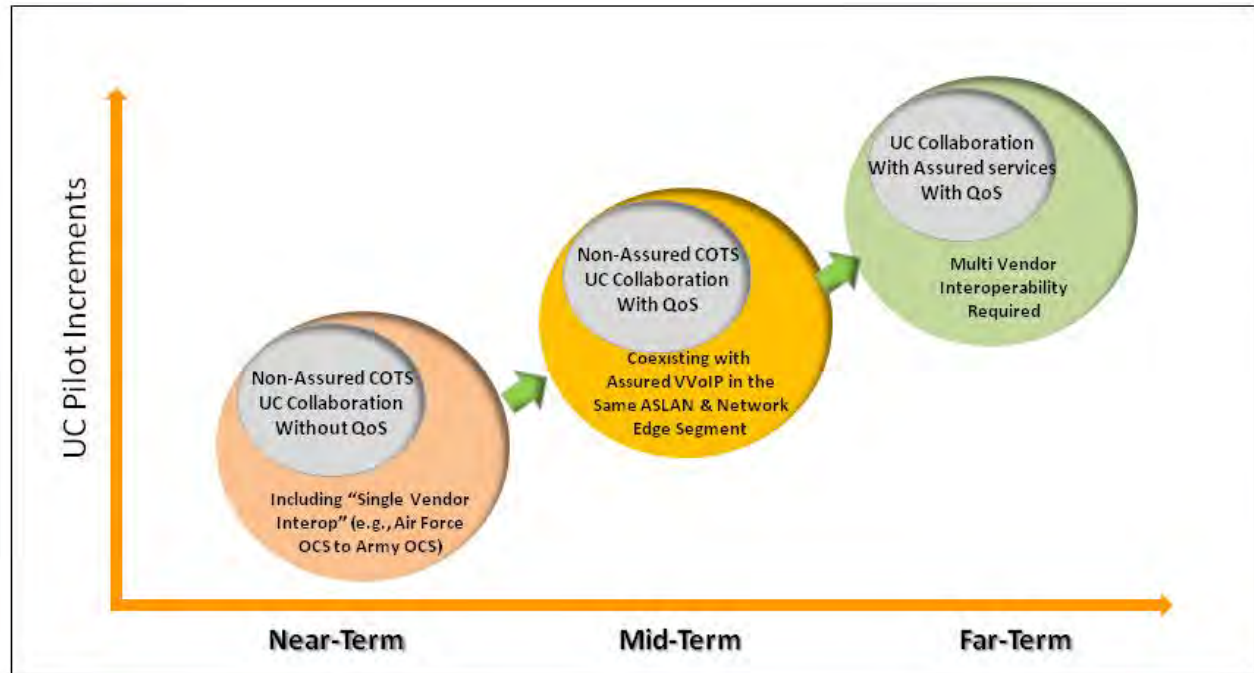 UC Pilot Increments
Non-Assured COTS
UC Collaboration
Without QoS
Including “Single Vendor
Interop” (e.g., Air Force
OCS to Army OCS)
Non-Assured COTS
UC Collaboration
With QoS
Coexisting with
Assured VVoIP in the
Same ASLAN & Network
Edge Segment
UC Collaboration
With Assured services
With QoS
Multi Vendor
Interoperability
Required
Near-Term
Mid-Term
Far-Term